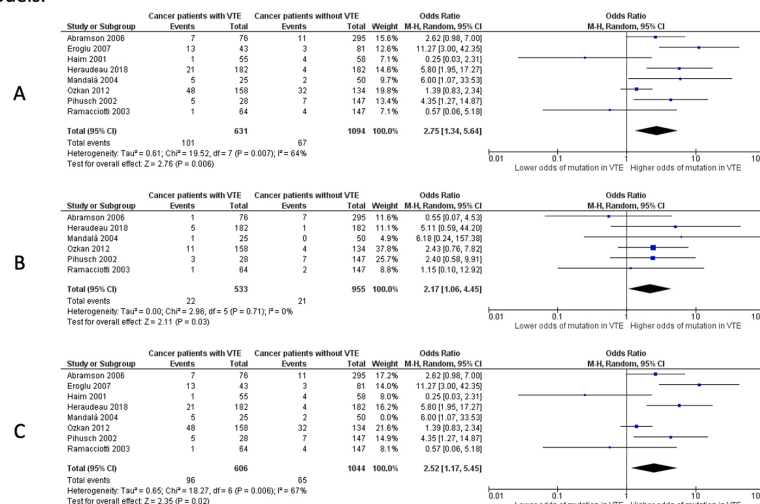 odels.
A
Cancer patients with VTE Cancer patients without VTE Odds Ratio Odds Ratio
Study or Subgroup Events Total Events Total Weight M-H, Random, 95% CI M-H, Random, 95% CI
Abramson 2006 7 76 11 295 15.6% 2.62 [0.98, 7.00]
Eroglu 2007 13 43 3 81 12.1% 11.27 [3.00, 42.35]
Haim 2001 1 55 4 58 7.1% 0.25 [0.03, 2.31]
Heraudeau 2018 21 182 4 182 14.6% 5.80 [1.95, 17.27]
Mandalá 2004 5 25 2 50 9.4% 6.00 [1.07, 33.53]
Ozkan 2012 48 158 32 134 20.2% 1.39 [0.83, 2.34]
Pihusch 2002 5 28 7 147 13.7% 4.35 [1.27, 14.87]
Ramacciotti 2003 1 64 4 147 7.3% 0.57 [0.06, 5.18]
Total (95% CI) 631 1094 100.0% 2.75 [1.34, 5.64]
Total events 101 67
Heterogeneity: Tau² = 0.61; Chi² = 19.52, df = 7 (P = 0.007); I² = 64%
Test for overall effect: Z = 2.76 (P = 0.006)
0.01 0.1 1 10
Lower odds of mutation in VTE Higher odds of mutation in VTE
B
Cancer patients with VTE Cancer patients without VTE Odds Ratio Odds Ratio
Study or Subgroup Events Total Events Total Weight M-H, Random, 95% CI M-H, Random, 95% CI
Abramson 2006 1 76 7 295 11.6% 0.55 [0.07, 4.53]
Heraudeau 2018 5 182 1 182 11.1% 5.11 [0.59, 44.20]
Mandalá 2004 1 25 0 50 4.9% 6.18 [0.24, 157.38]
Ozkan 2012 11 158 4 134 37.8% 2.43 [0.76, 7.82]
Pihusch 2002 3 28 7 147 25.7% 2.40 [0.58, 9.91]
Ramacciotti 2003 1 64 2 147 8.8% 1.15 [0.10, 12.92]
Total (95% CI) 533 955 100.0% 2.17 [1.06, 4.45]
Total events 22 21
Heterogeneity: Tau² = 0.00; Chi² = 2.96, df = 5 (P = 0.71); I² = 0%
Test for overall effect: Z = 2.11 (P = 0.03)
0.01 0.1 1 10
Lower odds of mutation in VTE Higher odds of mutation in VTE
C
Cancer patients with VTE Cancer patients without VTE Odds Ratio Odds Ratio
Study or Subgroup Events Total Events Total Weight M-H, Random, 95% CI M-H, Random, 95% CI
Abramson 2006 7 76 11 295 17.2% 2.62 [0.98, 7.00]
Eroglu 2007 13 43 3 81 13.6% 11.27 [3.00, 42.35]
Haim 2001 1 55 4 58 8.1% 0.25 [0.03, 2.31]
Heraudeau 2018 21 182 4 182 16.2% 5.80 [1.95, 17.27]
Mandalá 2004 5 25 2 50 0.0% 6.00 [1.07, 33.53]
Ozkan 2012 48 158 32 134 21.6% 1.39 [0.83, 2.34]
Pihusch 2002 5 28 7 147 15.2% 4.35 [1.27, 14.87]
Ramacciotti 2003 1 64 4 147 8.1% 0.57 [0.06, 5.18]
Total (95% CI) 606 1044 100.0% 2.52 [1.17, 5.45]
Total events 96 65
Heterogeneity: Tau² = 0.65; Chi² = 18.27, df = 6 (P = 0.006); I² = 67%
Test for overall effect: Z = 2.35 (P = 0.02)
0.01 0.1 1 10